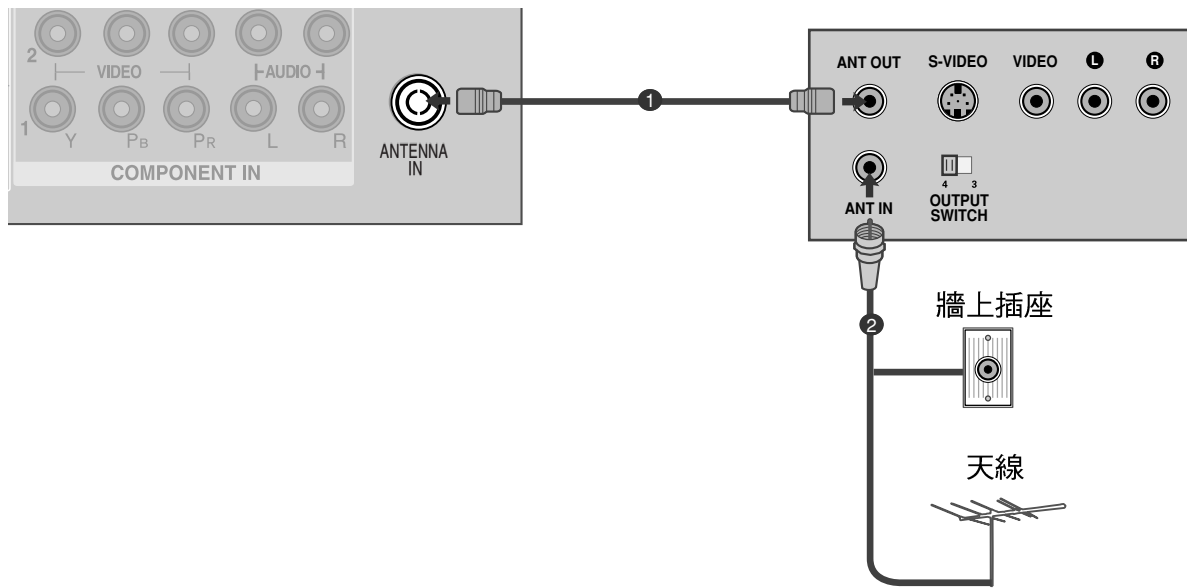 2
VIDEO
AUDIO
1
Y PB PR L R
COMPONENT IN
ANTENNA
IN
1
ANT OUT S-VIDEO VIDEO L R
ANT IN
4 3
OUTPUT
SWITCH
2
牆上插座
天線